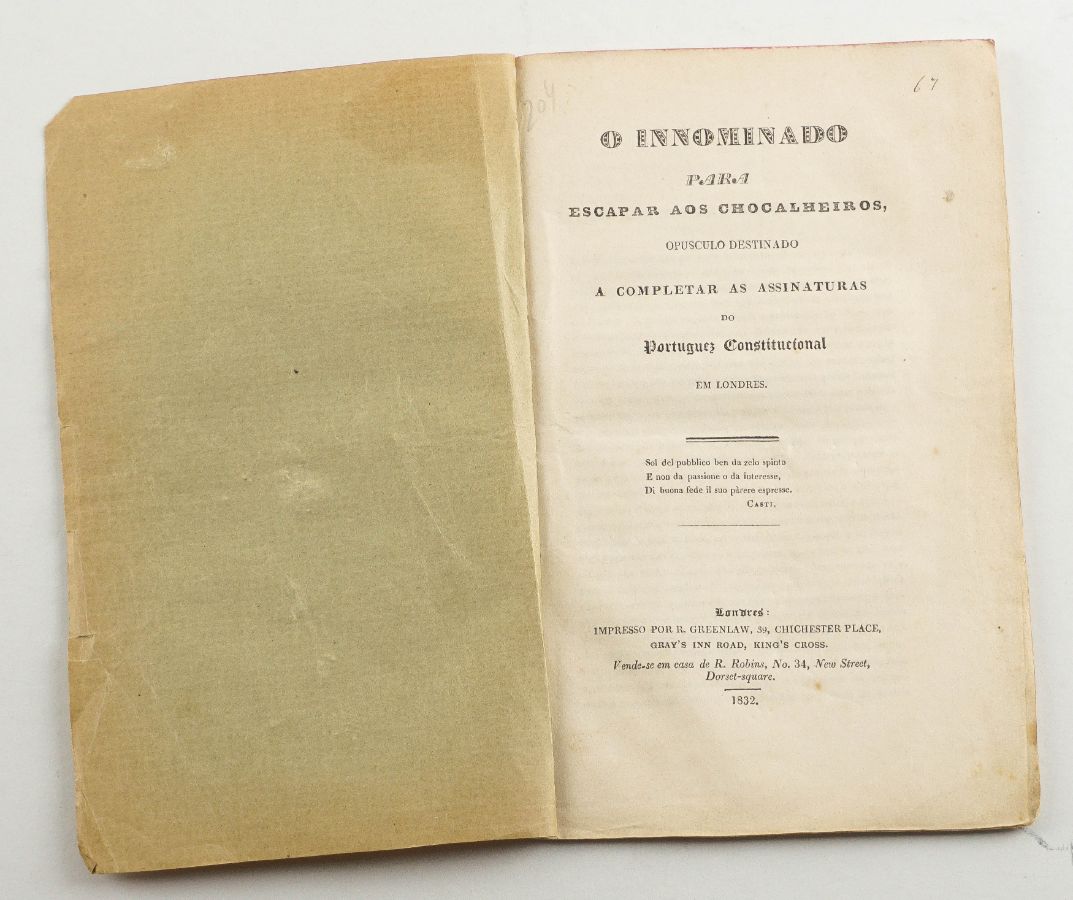 204
67
O INNOMINADO
PARA
ESCAPAR AOS CHOCALHEIROS,
OPUSCULO DESTINADO
A COMPLETAR AS ASSINATURAS
DO
Portuguez Constitucional
EM LONDRES.
Sol del pubblico ben da zelo spinto
E non da passione o da interesse,
Di buona fede il suo pàrere espresse.
CASTI.
Londres:
IMPRESSO POR R. GREENLAW, 39, CHICHESTER PLACE,
GRAY'S INN ROAD, KING'S CROSS.
Vende-se em casa de R. Robins, No. 34, New Street,
Dorset-square.
1832.